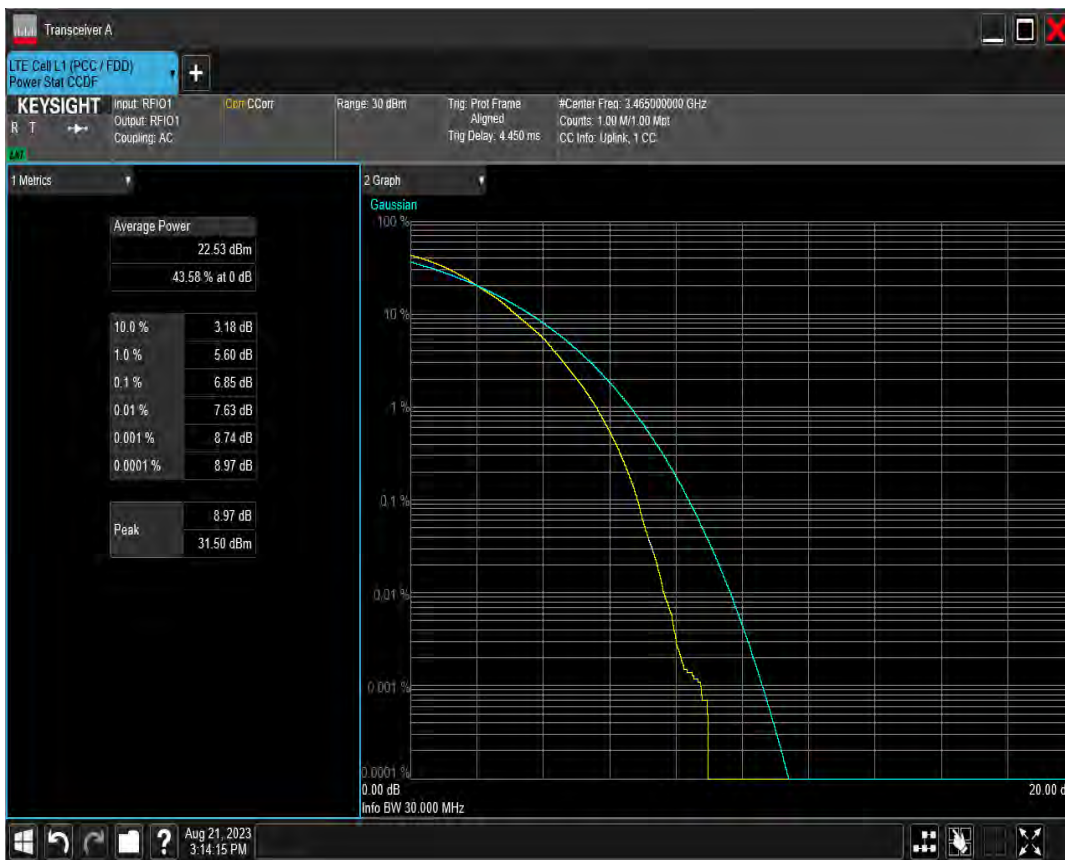 Transceiver A
LTE Cell L1 (PCC / FDD)
Power Stat CCDF
+
KEYSIGHT
R T
LNI
Input: RFIO1
Output: RFIO1
Coupling: AC
Corr CCorr
Range: 30 dBm
Trig: Prot Frame
Aligned
Trig Delay: 4.450 ms
#Center Freq: 3.465000000 GHz
Counts: 1.00 M/1.00 Mpt
CC Info: Uplink, 1 CC
1 Metrics
Average Power
22.53 dBm
43.58 % at 0 dB
10.0 % 3.18 dB
1.0 % 5.60 dB
0.1 % 6.85 dB
0.01 % 7.63 dB
0.001 % 8.74 dB
0.0001 % 8.97 dB
Peak
8.97 dB
31.50 dBm
2 Graph
Gaussian
100 %
10 %
1 %
0.1 %
0.01 %
0.001 %
0.0001 %
0.00 dB
20.00 d
Info BW 30.000 MHz
?
Aug 21, 2023
3:14:15 PM